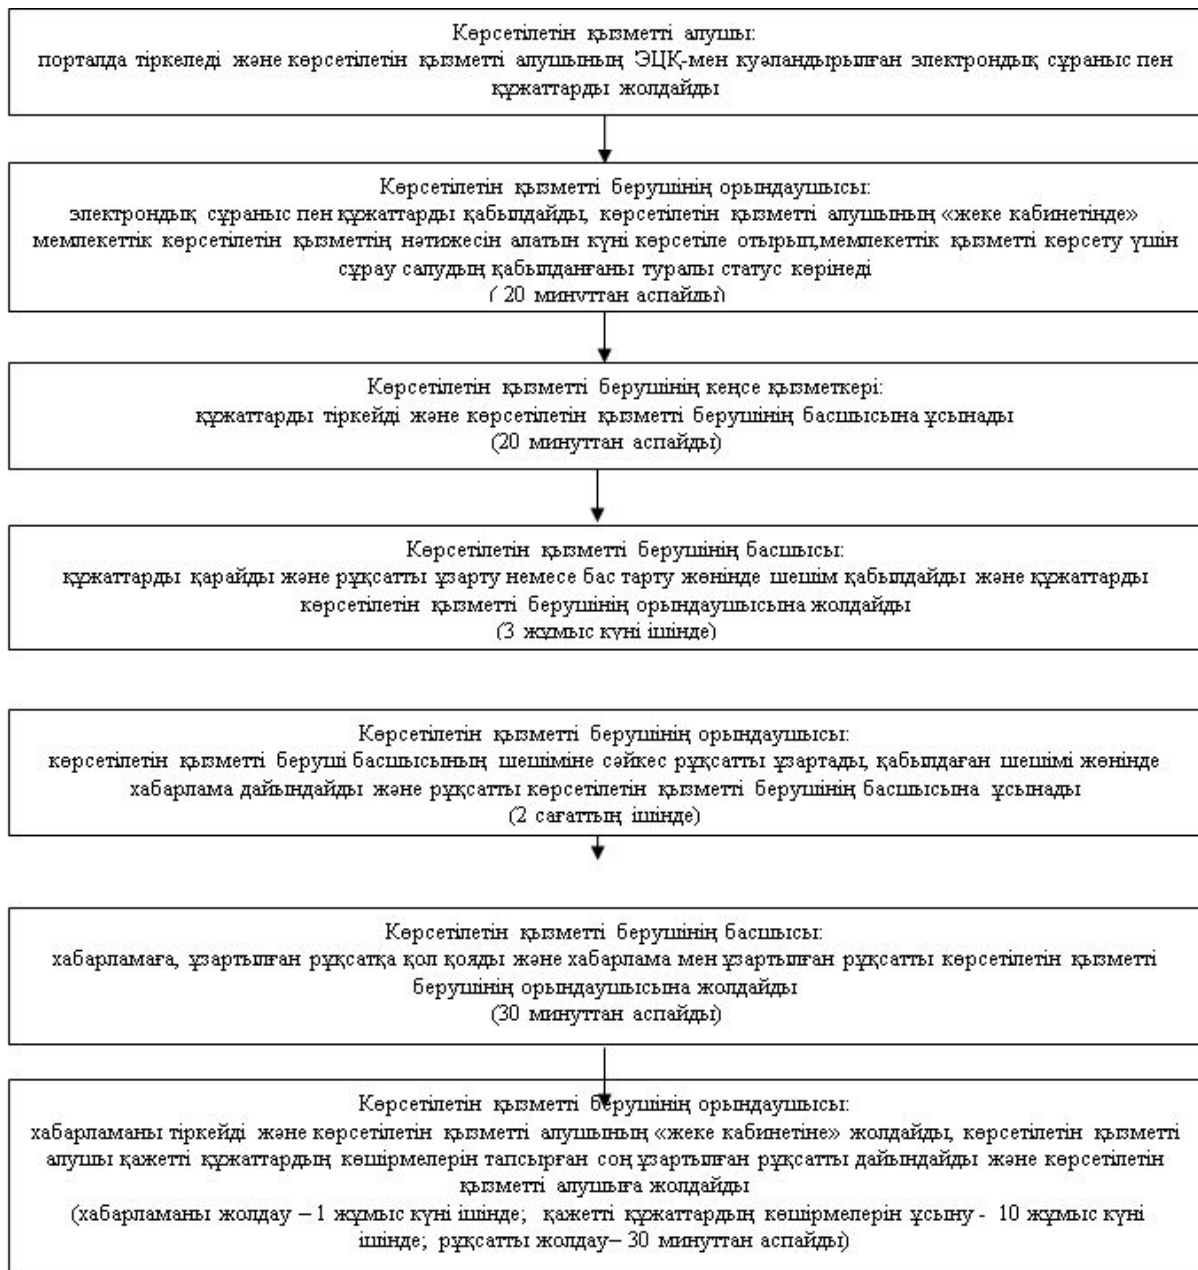 Көрсетілетін қызметті алушы:
порталда тіркеледі және көрсетілетін қызметті алушының ЭЦҚ-мен куәландырылған электрондық сұраныс пен
құжаттарды жолдайды
Көрсетілетін қызметті берушінің орындаушысы:
электрондық сұраныс пен құжаттарды қабылдайды, көрсетілетін қызметті алушының «жеке кабинетінде»
мемлекеттік көрсетілетін қызметтің нәтижесін алатын күні көрсетіле отырып,мемлекеттік қызметті көрсету үшін
сұрау салудың қабылданғаны туралы статус көрінеді
( 20 минуттан аспайды)
Көрсетілетін қызметті берушінің кеңсе қызметкері:
құжаттарды тіркейді және көрсетілетін қызметті берушінің басшысына ұсынады
(20 минуттан аспайды)
Көрсетілетін қызметті берушінің басшысы:
құжаттарды қарайды және рұқсатты ұзарту немесе бас тарту жөнінде шешім қабылдайды және құжаттарды
көрсетілетін қызметті берушінің орындаушысына жолдайды
(3 жұмыс күні ішінде)
Көрсетілетін қызметті берушінің орындаушысы:
көрсетілетін қызметті беруші басшысының шешіміне сәйкес рұқсатты ұзартады, қабылдаған шешімі жөнінде
хабарлама дайындайды және рұқсатты көрсетілетін қызметті берушінің басшысына ұсынады
(2 сағаттың ішінде)
Көрсетілетін қызметті берушінің басшысы:
хабарламаға, ұзартылған рұқсатқа қол қояды және хабарлама мен ұзартылған рұқсатты көрсетілетін қызметті
берушінің орындаушысына жолдайды
(30 минуттан аспайды)
Көрсетілетін қызметті берушінің орындаушысы:
хабарламаны тіркейді және көрсетілетін қызметті алушының «жеке кабинетіне» жолдайды, көрсетілетін қызметті
алушы қажетті құжаттардың көшірмелерін тапсырған соң ұзартылған рұқсатты дайындайды және көрсетілетін
қызметті алушыға жолдайды
(хабарламаны жолдау – 1 жұмыс күні ішінде; қажетті құжаттардың көшірмелерін ұсыну - 10 жұмыс күні
ішінде; рұқсатты жолдау– 30 минуттан аспайды)